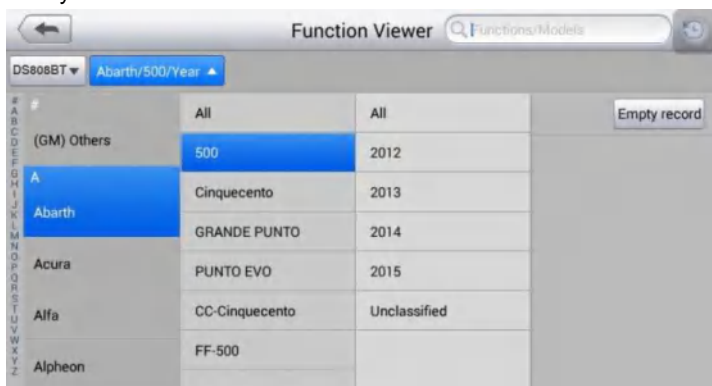 Function Viewer
Functions/Models
DS808BT
Abarth/500/Year
#
A
B
C
D
E
F
G
H
I
J
K
L
M
N
O
P
Q
R
S
T
U
V
W
X
Y
Z
#
(GM) Others
A
Abarth
Acura
Alfa
Alpheon
All
500
Cinquecento
GRANDE PUNTO
PUNTO EVO
CC-Cinquecento
FF-500
All
2012
2013
2014
2015
Unclassified
Empty record